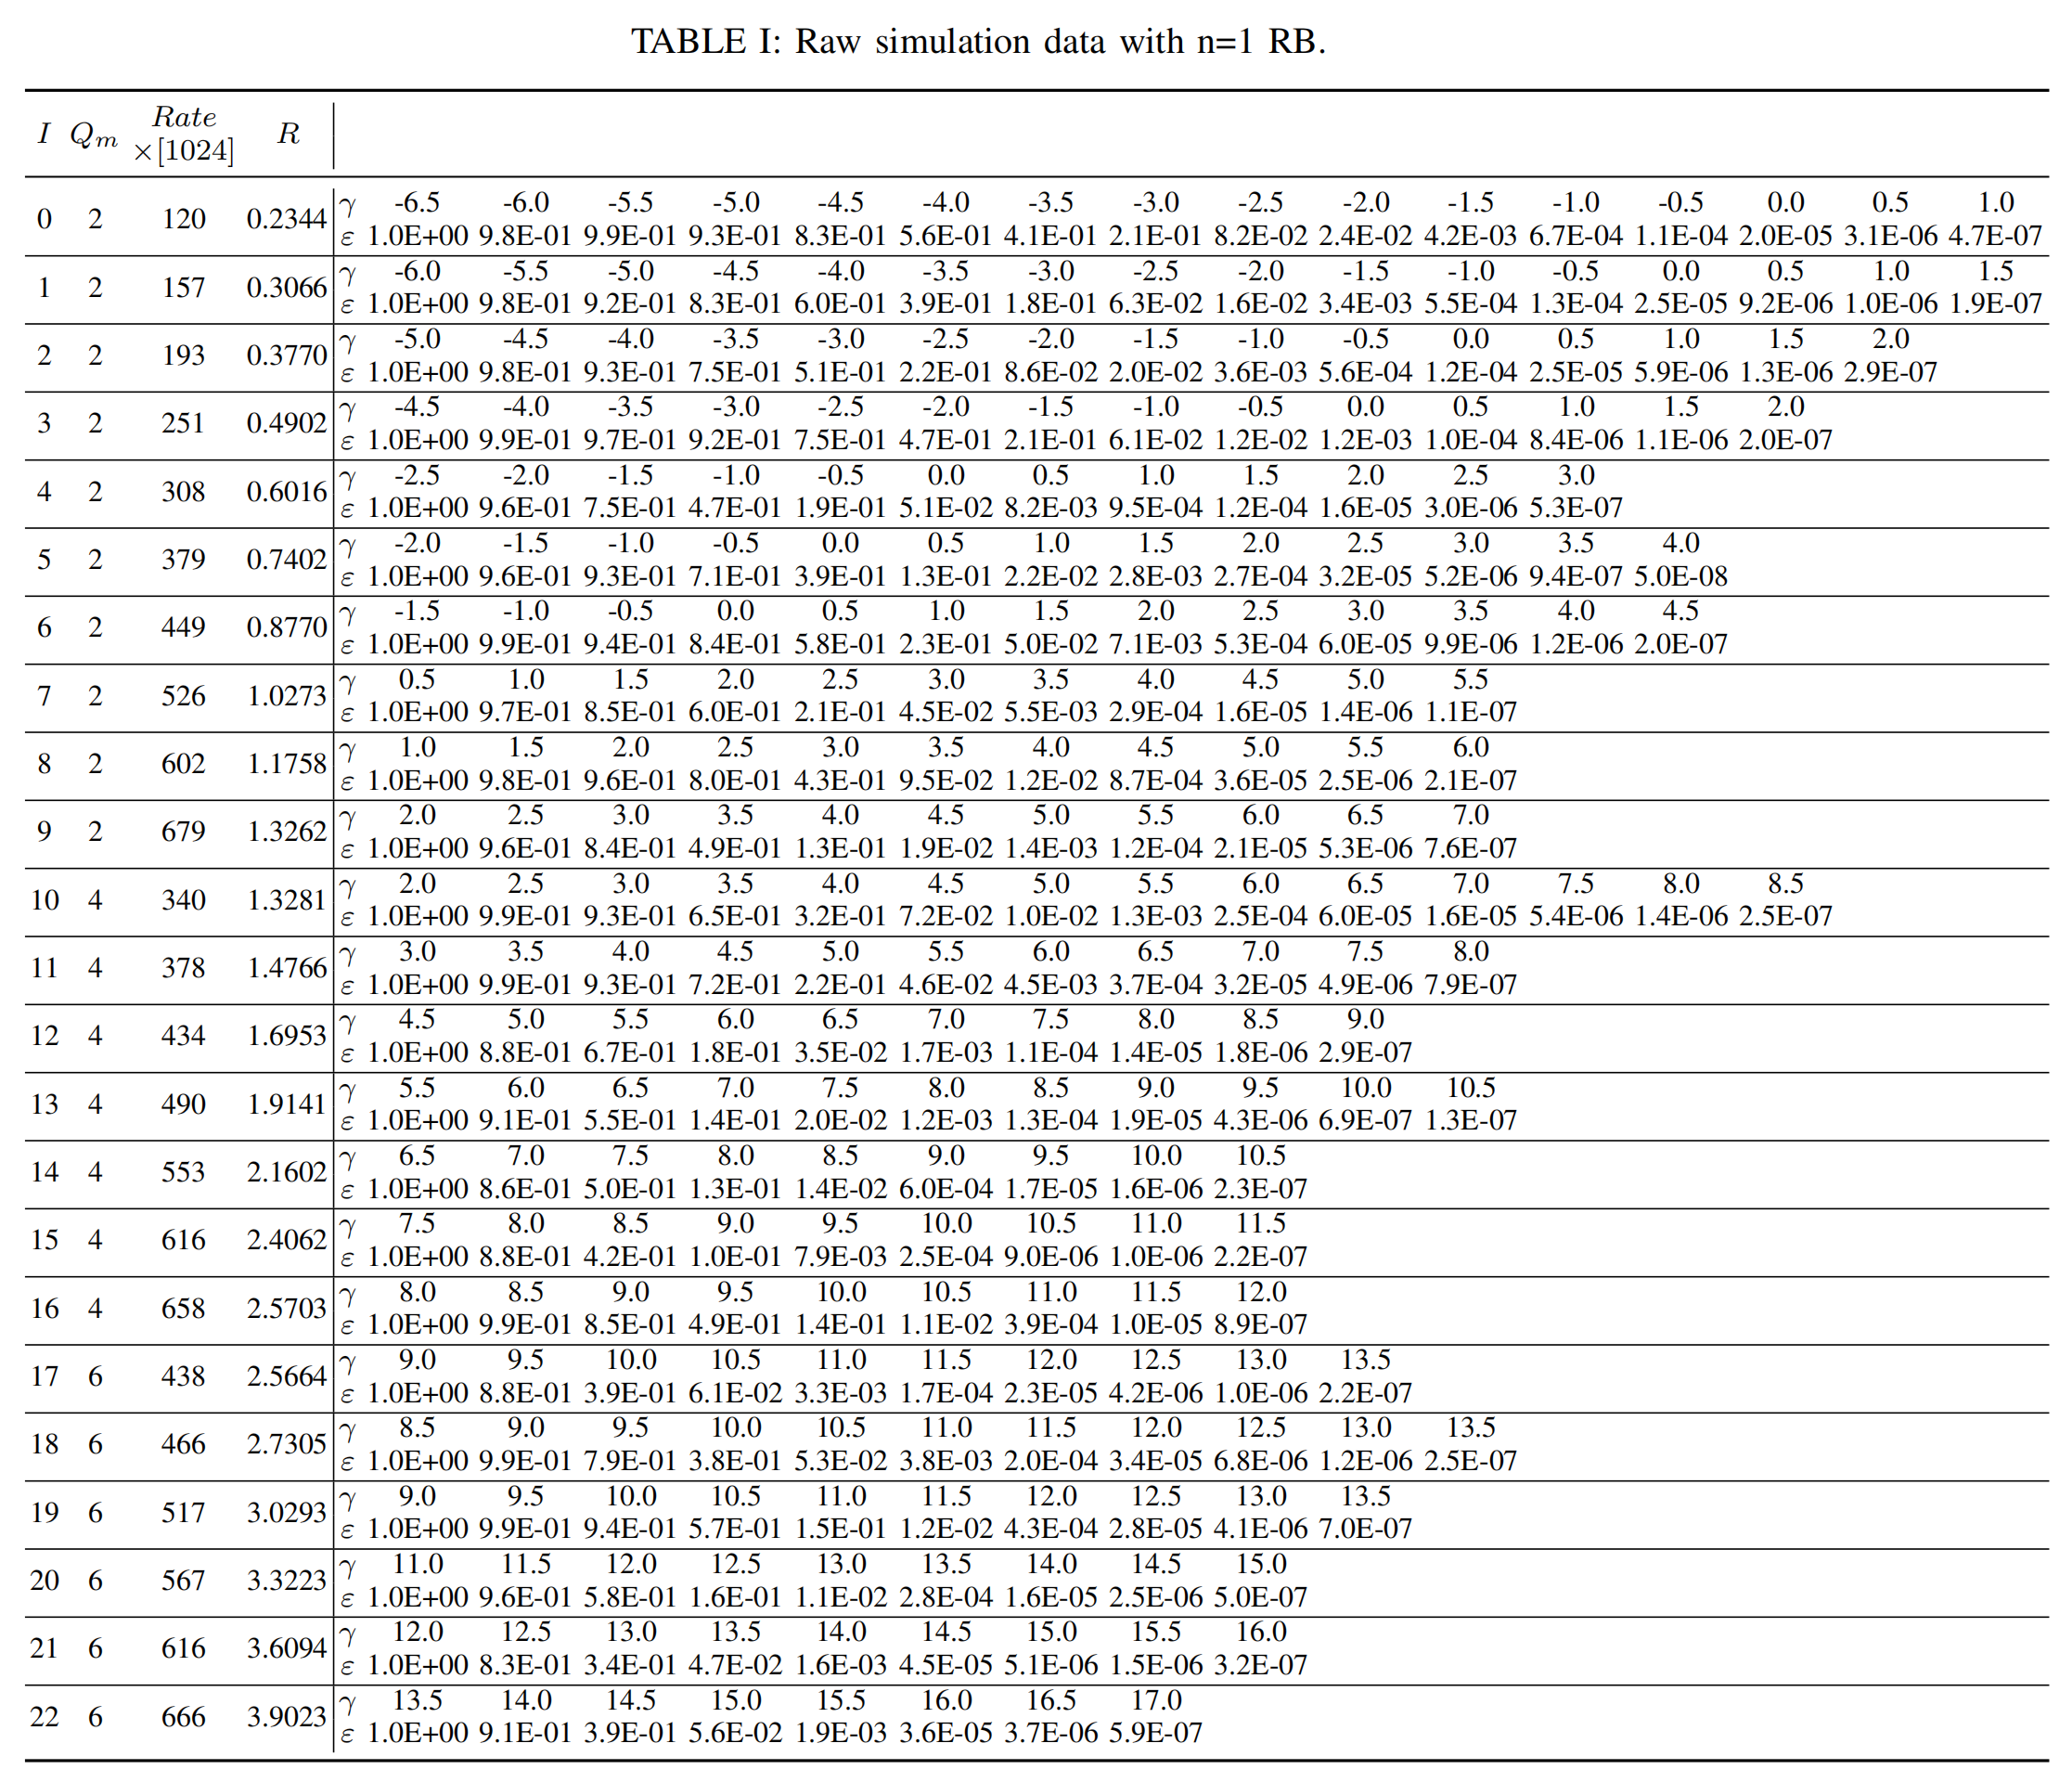 TABLE I: Raw simulation data with n=1 RB.
I Qm Rate ×[1024] R
γ -6.5 -6.0 -5.5 -5.0 -4.5 -4.0 -3.5 -3.0 -2.5 -2.0 -1.5 -1.0 -0.5 0.0 0.5 1.0
0 2 120 0.2344
ε 1.0E+00 9.8E-01 9.9E-01 9.3E-01 8.3E-01 5.6E-01 4.1E-01 2.1E-01 8.2E-02 2.4E-02 4.2E-03 6.7E-04 1.1E-04 2.0E-05 3.1E-06 4.7E-07
γ -6.0 -5.5 -5.0 -4.5 -4.0 -3.5 -3.0 -2.5 -2.0 -1.5 -1.0 -0.5 0.0 0.5 1.0 1.5
1 2 157 0.3066
ε 1.0E+00 9.8E-01 9.2E-01 8.3E-01 6.0E-01 3.9E-01 1.8E-01 6.3E-02 1.6E-02 3.4E-03 5.5E-04 1.3E-04 2.5E-05 9.2E-06 1.0E-06 1.9E-07
γ -5.0 -4.5 -4.0 -3.5 -3.0 -2.5 -2.0 -1.5 -1.0 -0.5 0.0 0.5 1.0 1.5 2.0
2 2 193 0.3770
ε 1.0E+00 9.8E-01 9.3E-01 7.5E-01 5.1E-01 2.2E-01 8.6E-02 2.0E-02 3.6E-03 5.6E-04 1.2E-04 2.5E-05 5.9E-06 1.3E-06 2.9E-07
γ -4.5 -4.0 -3.5 -3.0 -2.5 -2.0 -1.5 -1.0 -0.5 0.0 0.5 1.0 1.5 2.0
3 2 251 0.4902
ε 1.0E+00 9.9E-01 9.7E-01 9.2E-01 7.5E-01 4.7E-01 2.1E-01 6.1E-02 1.2E-02 1.2E-03 1.0E-04 8.4E-06 1.1E-06 2.0E-07
γ -2.5 -2.0 -1.5 -1.0 -0.5 0.0 0.5 1.0 1.5 2.0 2.5 3.0
4 2 308 0.6016
ε 1.0E+00 9.6E-01 7.5E-01 4.7E-01 1.9E-01 5.1E-02 8.2E-03 9.5E-04 1.2E-04 1.6E-05 3.0E-06 5.3E-07
γ -2.0 -1.5 -1.0 -0.5 0.0 0.5 1.0 1.5 2.0 2.5 3.0 3.5 4.0
5 2 379 0.7402
ε 1.0E+00 9.6E-01 9.3E-01 7.1E-01 3.9E-01 1.3E-01 2.2E-02 2.8E-03 2.7E-04 3.2E-05 5.2E-06 9.4E-07 5.0E-08
γ -1.5 -1.0 -0.5 0.0 0.5 1.0 1.5 2.0 2.5 3.0 3.5 4.0 4.5
6 2 449 0.8770
ε 1.0E+00 9.9E-01 9.4E-01 8.4E-01 5.8E-01 2.3E-01 5.0E-02 7.1E-03 5.3E-04 6.0E-05 9.9E-06 1.2E-06 2.0E-07
γ 0.5 1.0 1.5 2.0 2.5 3.0 3.5 4.0 4.5 5.0 5.5
7 2 526 1.0273
ε 1.0E+00 9.7E-01 8.5E-01 6.0E-01 2.1E-01 4.5E-02 5.5E-03 2.9E-04 1.6E-05 1.4E-06 1.1E-07
γ 1.0 1.5 2.0 2.5 3.0 3.5 4.0 4.5 5.0 5.5 6.0
8 2 602 1.1758
ε 1.0E+00 9.8E-01 9.6E-01 8.0E-01 4.3E-01 9.5E-02 1.2E-02 8.7E-04 3.6E-05 2.5E-06 2.1E-07
γ 2.0 2.5 3.0 3.5 4.0 4.5 5.0 5.5 6.0 6.5 7.0
9 2 679 1.3262
ε 1.0E+00 9.6E-01 8.4E-01 4.9E-01 1.3E-01 1.9E-02 1.4E-03 1.2E-04 2.1E-05 5.3E-06 7.6E-07
γ 2.0 2.5 3.0 3.5 4.0 4.5 5.0 5.5 6.0 6.5 7.0 7.5 8.0 8.5
10 4 340 1.3281
ε 1.0E+00 9.9E-01 9.3E-01 6.5E-01 3.2E-01 7.2E-02 1.0E-02 1.3E-03 2.5E-04 6.0E-05 1.6E-05 5.4E-06 1.4E-06 2.5E-07
γ 3.0 3.5 4.0 4.5 5.0 5.5 6.0 6.5 7.0 7.5 8.0
11 4 378 1.4766
ε 1.0E+00 9.9E-01 9.3E-01 7.2E-01 2.2E-01 4.6E-02 4.5E-03 3.7E-04 3.2E-05 4.9E-06 7.9E-07
γ 4.5 5.0 5.5 6.0 6.5 7.0 7.5 8.0 8.5 9.0
12 4 434 1.6953
ε 1.0E+00 8.8E-01 6.7E-01 1.8E-01 3.5E-02 1.7E-03 1.1E-04 1.4E-05 1.8E-06 2.9E-07
γ 5.5 6.0 6.5 7.0 7.5 8.0 8.5 9.0 9.5 10.0 10.5
13 4 490 1.9141
ε 1.0E+00 9.1E-01 5.5E-01 1.4E-01 2.0E-02 1.2E-03 1.3E-04 1.9E-05 4.3E-06 6.9E-07 1.3E-07
γ 6.5 7.0 7.5 8.0 8.5 9.0 9.5 10.0 10.5
14 4 553 2.1602
ε 1.0E+00 8.6E-01 5.0E-01 1.3E-01 1.4E-02 6.0E-04 1.7E-05 1.6E-06 2.3E-07
γ 7.5 8.0 8.5 9.0 9.5 10.0 10.5 11.0 11.5
15 4 616 2.4062
ε 1.0E+00 8.8E-01 4.2E-01 1.0E-01 7.9E-03 2.5E-04 9.0E-06 1.0E-06 2.2E-07
γ 8.0 8.5 9.0 9.5 10.0 10.5 11.0 11.5 12.0
16 4 658 2.5703
ε 1.0E+00 9.9E-01 8.5E-01 4.9E-01 1.4E-01 1.1E-02 3.9E-04 1.0E-05 8.9E-07
γ 9.0 9.5 10.0 10.5 11.0 11.5 12.0 12.5 13.0 13.5
17 6 438 2.5664
ε 1.0E+00 8.8E-01 3.9E-01 6.1E-02 3.3E-03 1.7E-04 2.3E-05 4.2E-06 1.0E-06 2.2E-07
γ 8.5 9.0 9.5 10.0 10.5 11.0 11.5 12.0 12.5 13.0 13.5
18 6 466 2.7305
ε 1.0E+00 9.9E-01 7.9E-01 3.8E-01 5.3E-02 3.8E-03 2.0E-04 3.4E-05 6.8E-06 1.2E-06 2.5E-07
γ 9.0 9.5 10.0 10.5 11.0 11.5 12.0 12.5 13.0 13.5
19 6 517 3.0293
ε 1.0E+00 9.9E-01 9.4E-01 5.7E-01 1.5E-01 1.2E-02 4.3E-04 2.8E-05 4.1E-06 7.0E-07
γ 11.0 11.5 12.0 12.5 13.0 13.5 14.0 14.5 15.0
20 6 567 3.3223
ε 1.0E+00 9.6E-01 5.8E-01 1.6E-01 1.1E-02 2.8E-04 1.6E-05 2.5E-06 5.0E-07
γ 12.0 12.5 13.0 13.5 14.0 14.5 15.0 15.5 16.0
21 6 616 3.6094
ε 1.0E+00 8.3E-01 3.4E-01 4.7E-02 1.6E-03 4.5E-05 5.1E-06 1.5E-06 3.2E-07
γ 13.5 14.0 14.5 15.0 15.5 16.0 16.5 17.0
22 6 666 3.9023
ε 1.0E+00 9.1E-01 3.9E-01 5.6E-02 1.9E-03 3.6E-05 3.7E-06 5.9E-07